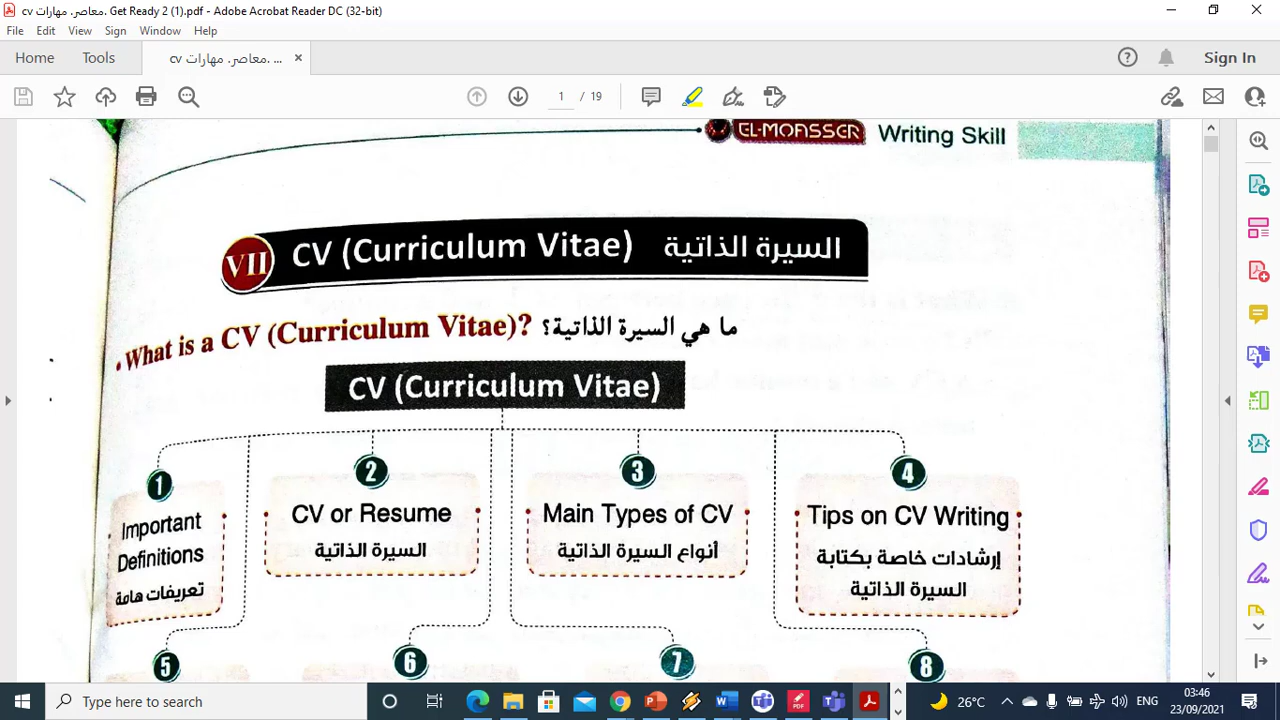 معاصر. مهارات cv. Get Ready 2 (1).pdf - Adobe Acrobat Reader DC (32-bit)
File Edit View Sign Window Help
Home Tools معاصر. مهارات cv. ... × Sign In
1 / 19
EL-MOASSER Writing Skill
VII CV (Curriculum Vitae) السيرة الذاتية
• What is a CV (Curriculum Vitae)? ما هي السيرة الذاتية؟
CV (Curriculum Vitae)
1
Important
Definitions
تعريفات هامة
2
CV or Resume
السيرة الذاتية
3
Main Types of CV
أنواع السيرة الذاتية
4
Tips on CV Writing
إرشادات خاصة بكتابة
السيرة الذاتية
5 6 7 8
Type here to search
26°C ENG
03:46
23/09/2021